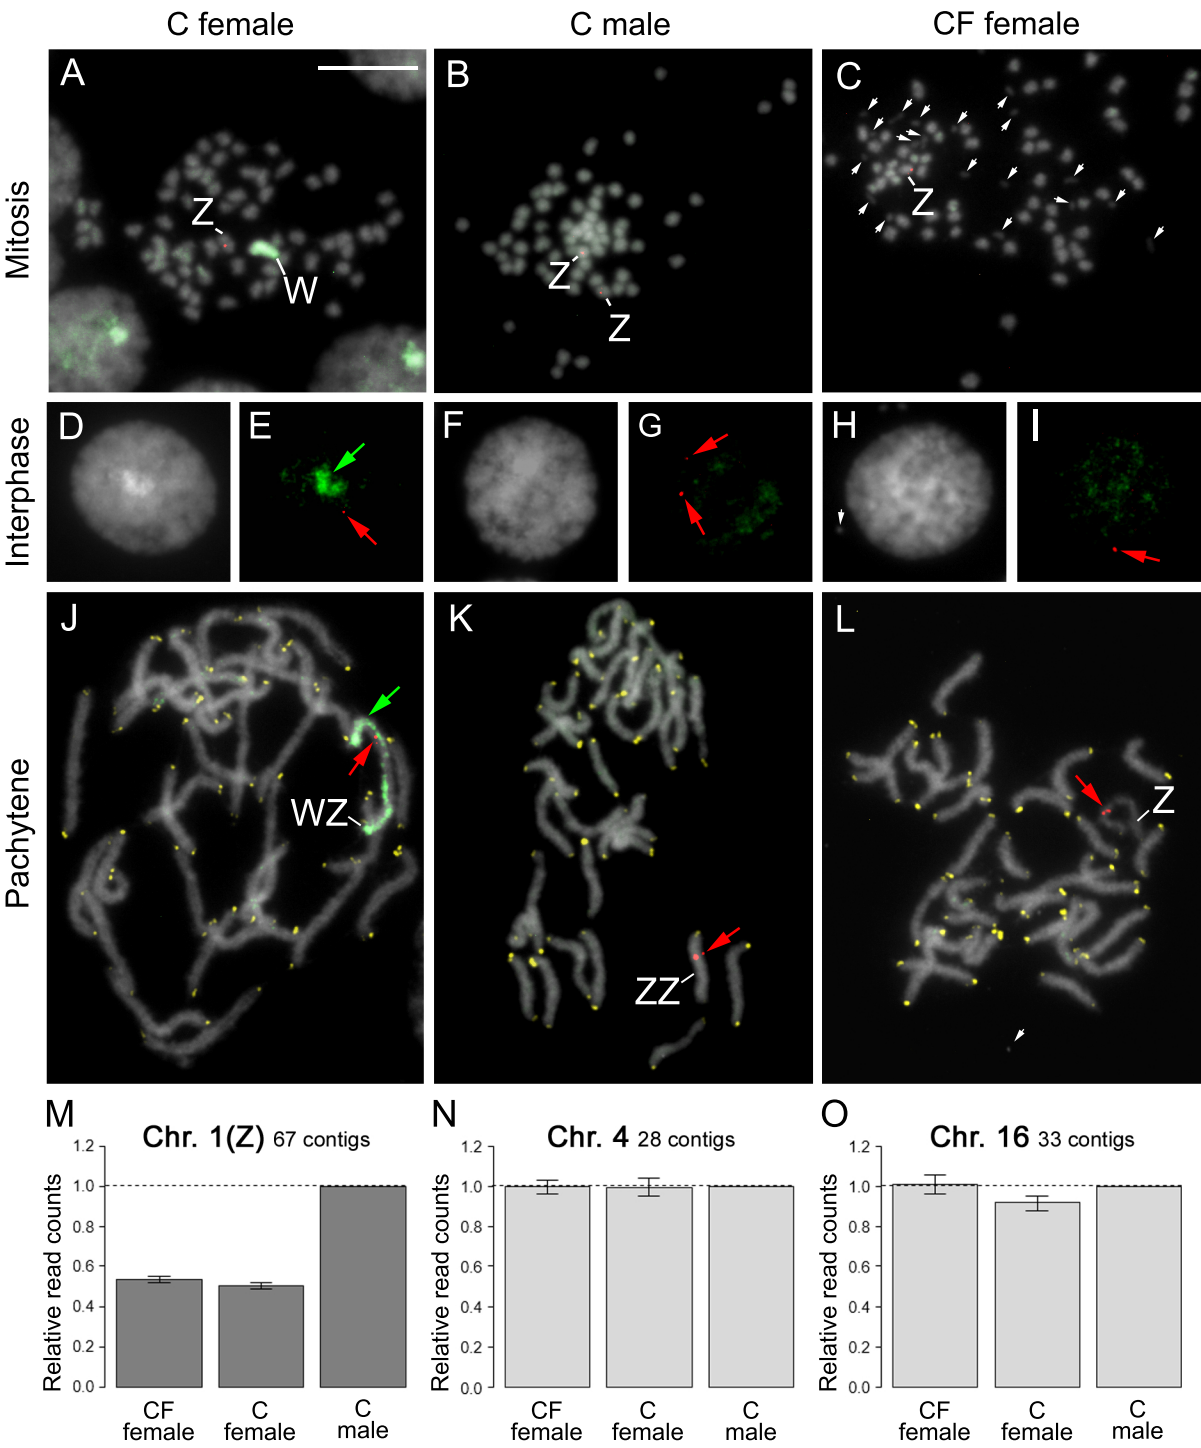 C female
C male
CF female
Mitosis
A
Z
W
B
Z
Z
C
Z
Interphase
D
E
F
G
H
I
Pachytene
J
WZ
K
ZZ
L
Z
M
Chr. 1(Z) 67 contigs
Relative read counts
1.2
1.0
0.8
0.6
0.4
0.2
0.0
CF female
C female
C male
N
Chr. 4 28 contigs
Relative read counts
1.2
1.0
0.8
0.6
0.4
0.2
0.0
CF female
C female
C male
O
Chr. 16 33 contigs
Relative read counts
1.2
1.0
0.8
0.6
0.4
0.2
0.0
CF female
C female
C male